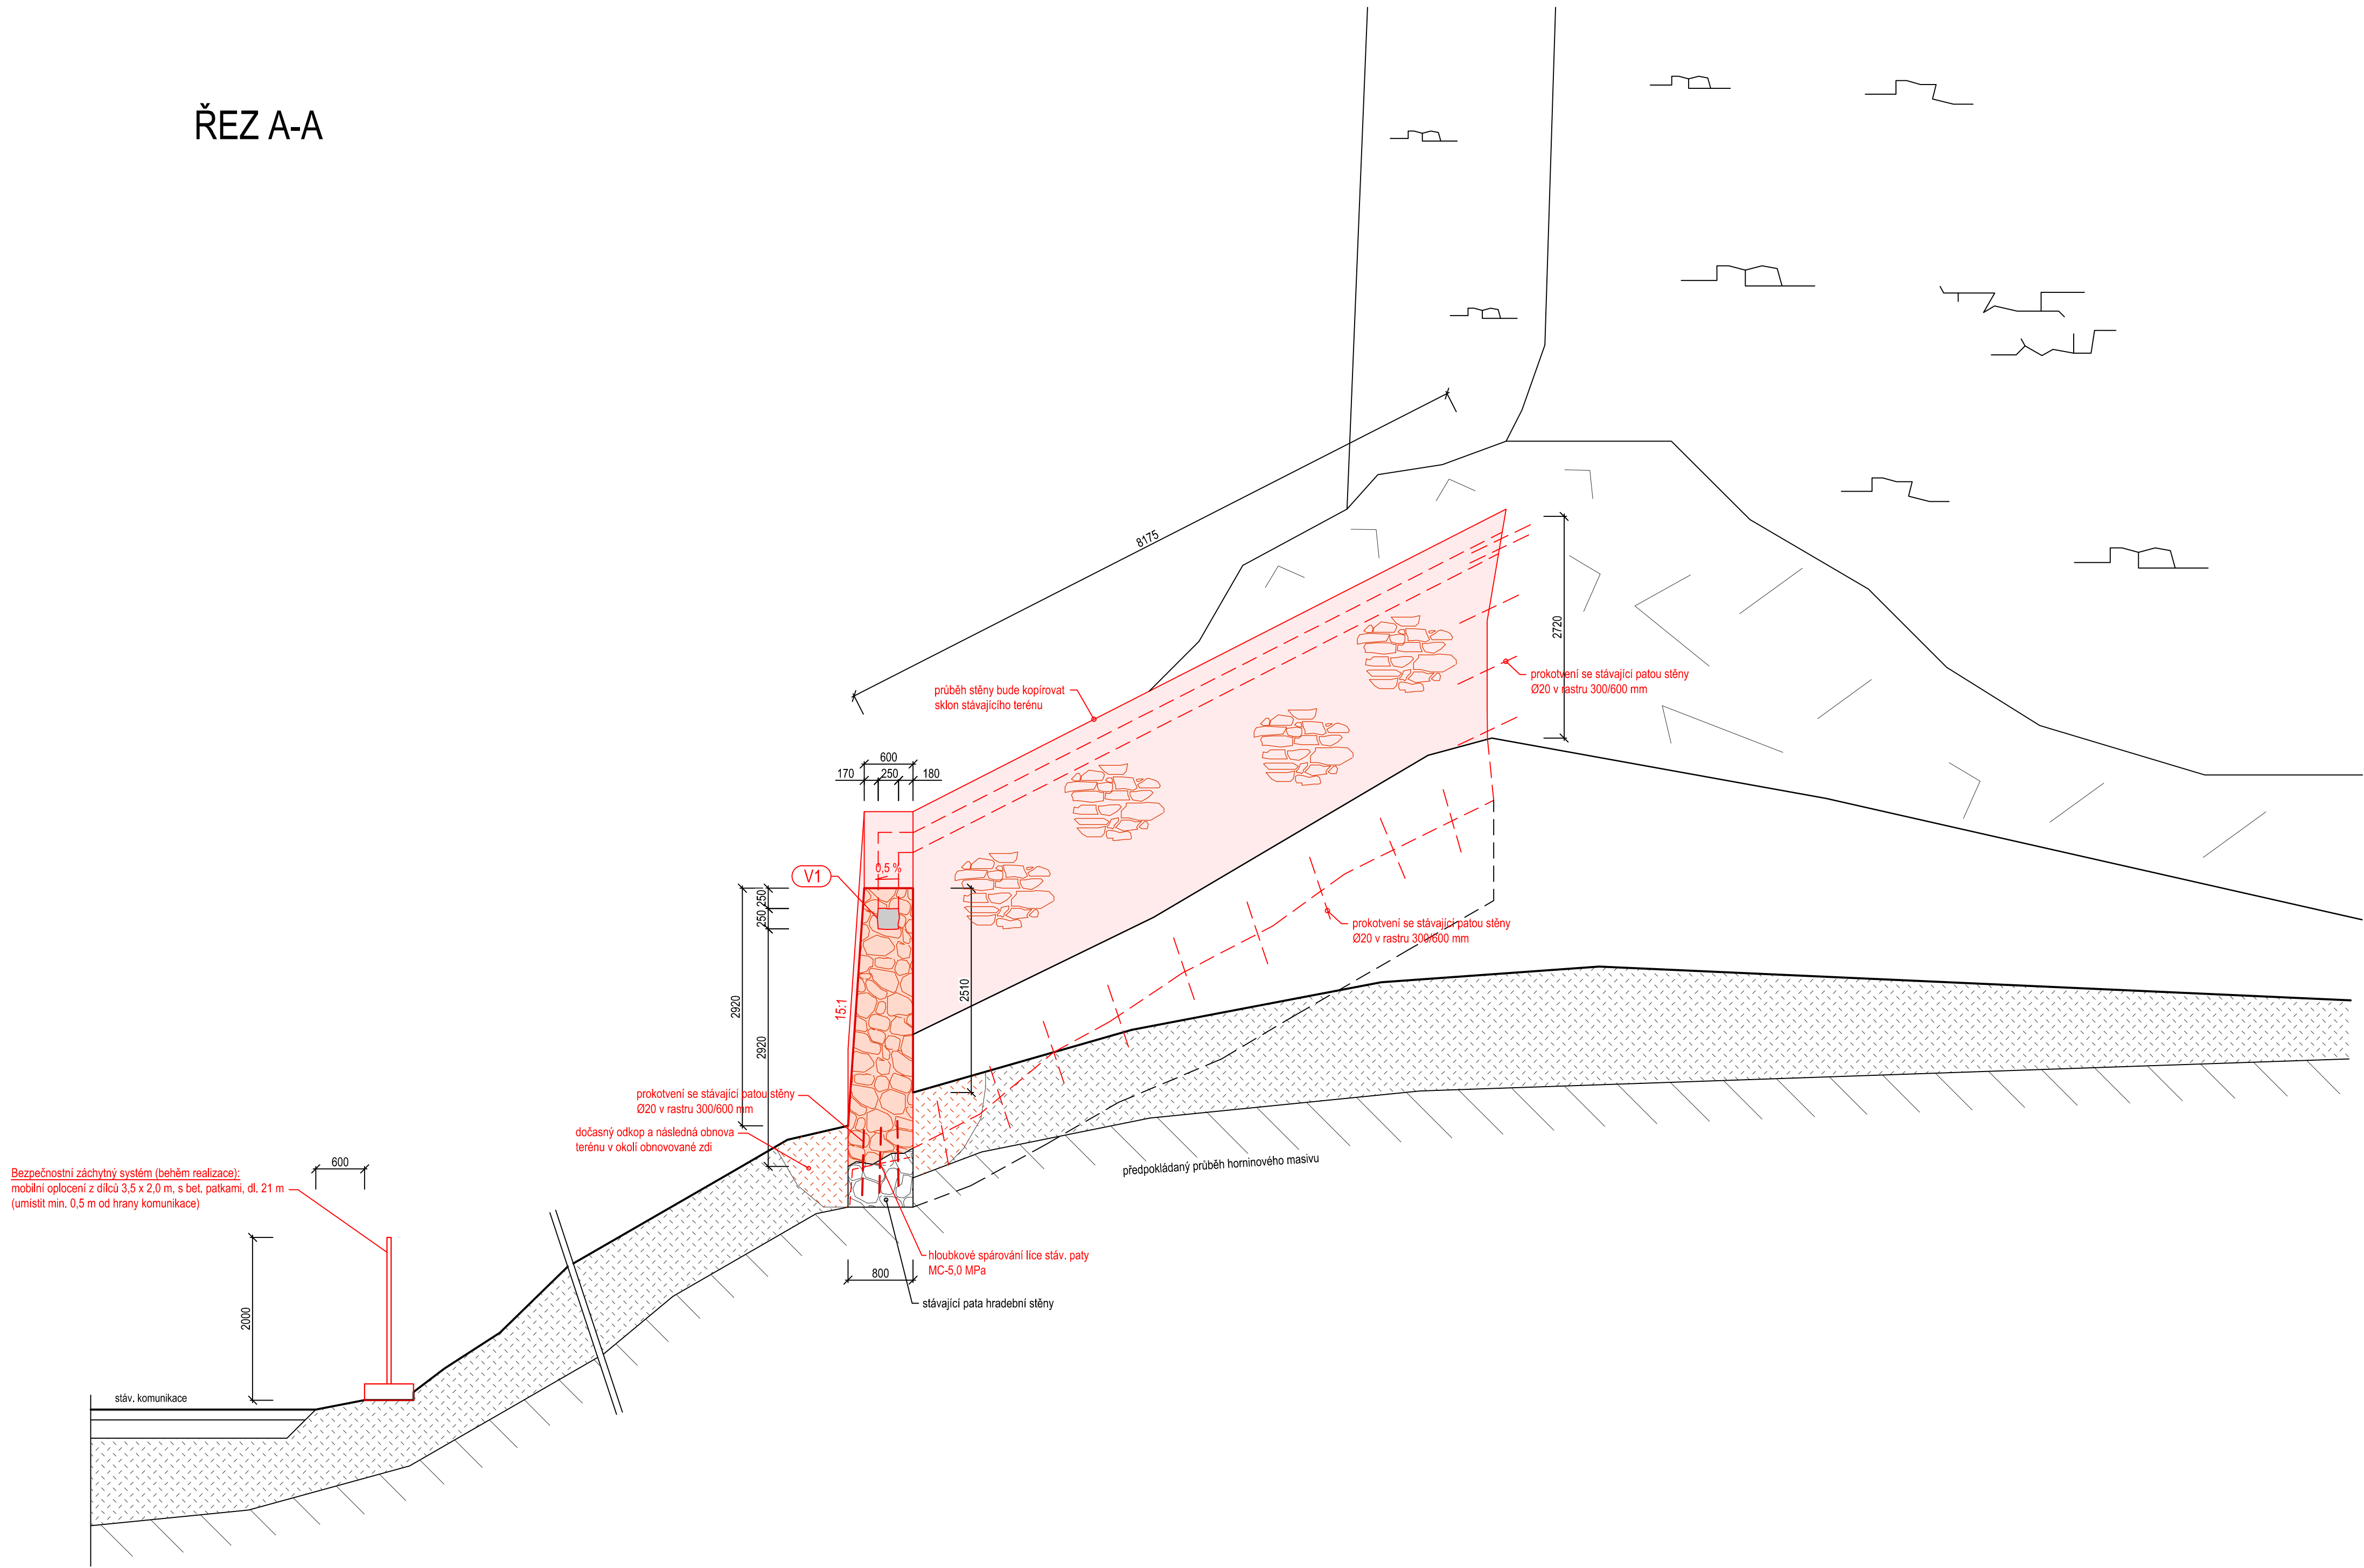 ŘEZ A-A
8175
2720
prokotvení se stávající patou stěny
Ø20 v rastru 300/600 mm
průběh stěny bude kopírovat
sklon stávajícího terénu
600
170
250
180
V1
0,5 %
250
250
2920
2920
15:1
2510
prokotvení se stávající patou stěny
Ø20 v rastru 300/600 mm
prokotvení se stávající patou stěny
Ø20 v rastru 300/600 mm
dočasný odkop a následná obnova
terénu v okolí obnovované zdi
předpokládaný průběh horninového masivu
Bezpečnostní záchytný systém (behěm realizace):
mobilní oplocení z dílců 3,5 x 2,0 m, s bet. patkami, dl. 21 m
(umístit min. 0,5 m od hrany komunikace)
600
2000
hloubkové spárování líce stáv. paty
MC-5,0 MPa
800
stávající pata hradební stěny
stáv. komunikace